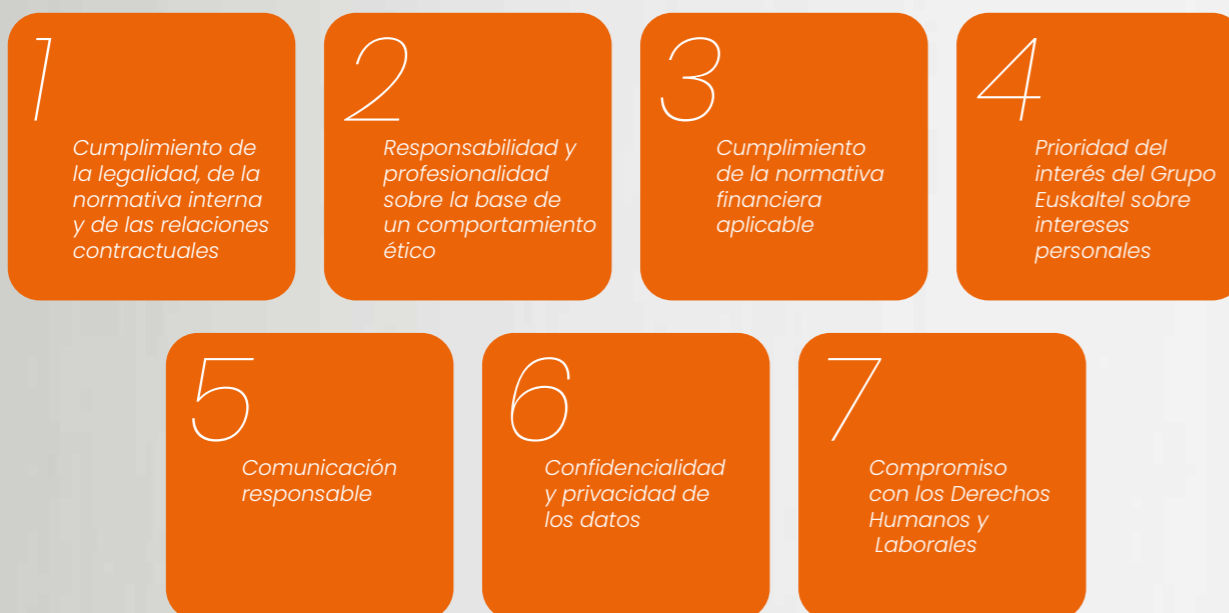 1
Cumplimiento de
la legalidad, de la
normativa interna
y de las relaciones
contractuales
2
Responsabilidad y
profesionalidad
sobre la base de
un comportamiento
ético
3
Cumplimiento
de la normativa
financiera
aplicable
4
Prioridad del
interés del Grupo
Euskaltel sobre
intereses
personales
5
Comunicación
responsable
6
Confidencialidad
y privacidad de
los datos
7
Compromiso
con los Derechos
Humanos y
Laborales